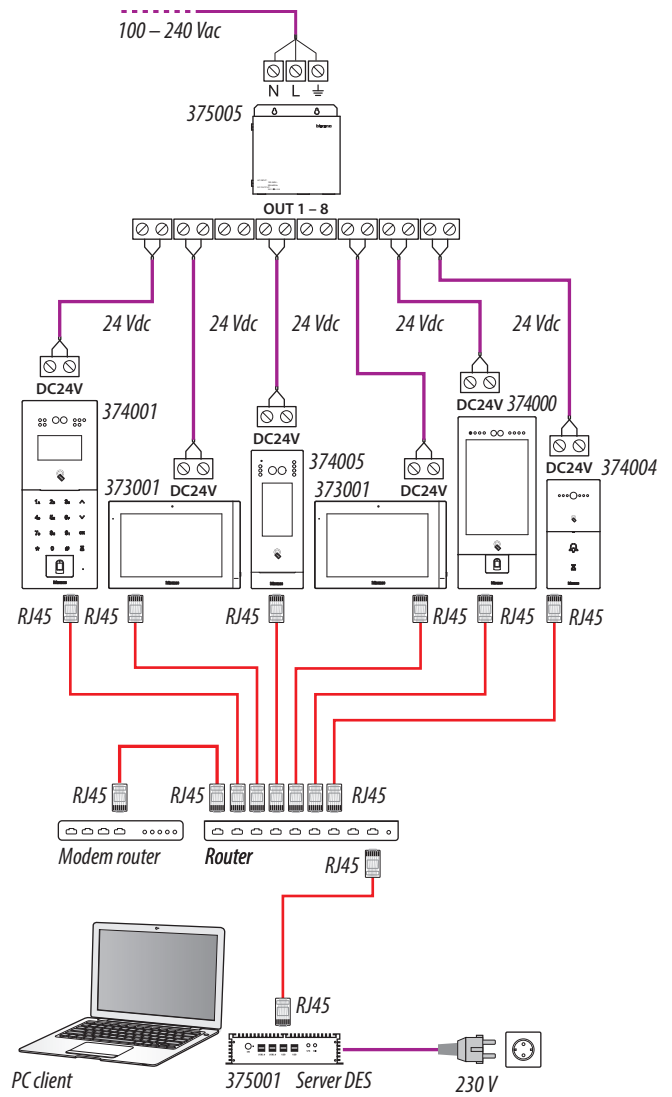 100 – 240 Vac
N L
375005
OUT 1 – 8
24 Vdc 24 Vdc 24 Vdc 24 Vdc 24 Vdc
DC24V
374001
DC24V 374000
DC24V
374005
DC24V
373001
DC24V
373001
DC24V
374004
RJ45 RJ45 RJ45 RJ45 RJ45 RJ45
RJ45 RJ45 RJ45
Modem router
Router
RJ45
RJ45
PC client
375001 Server DES
230 V